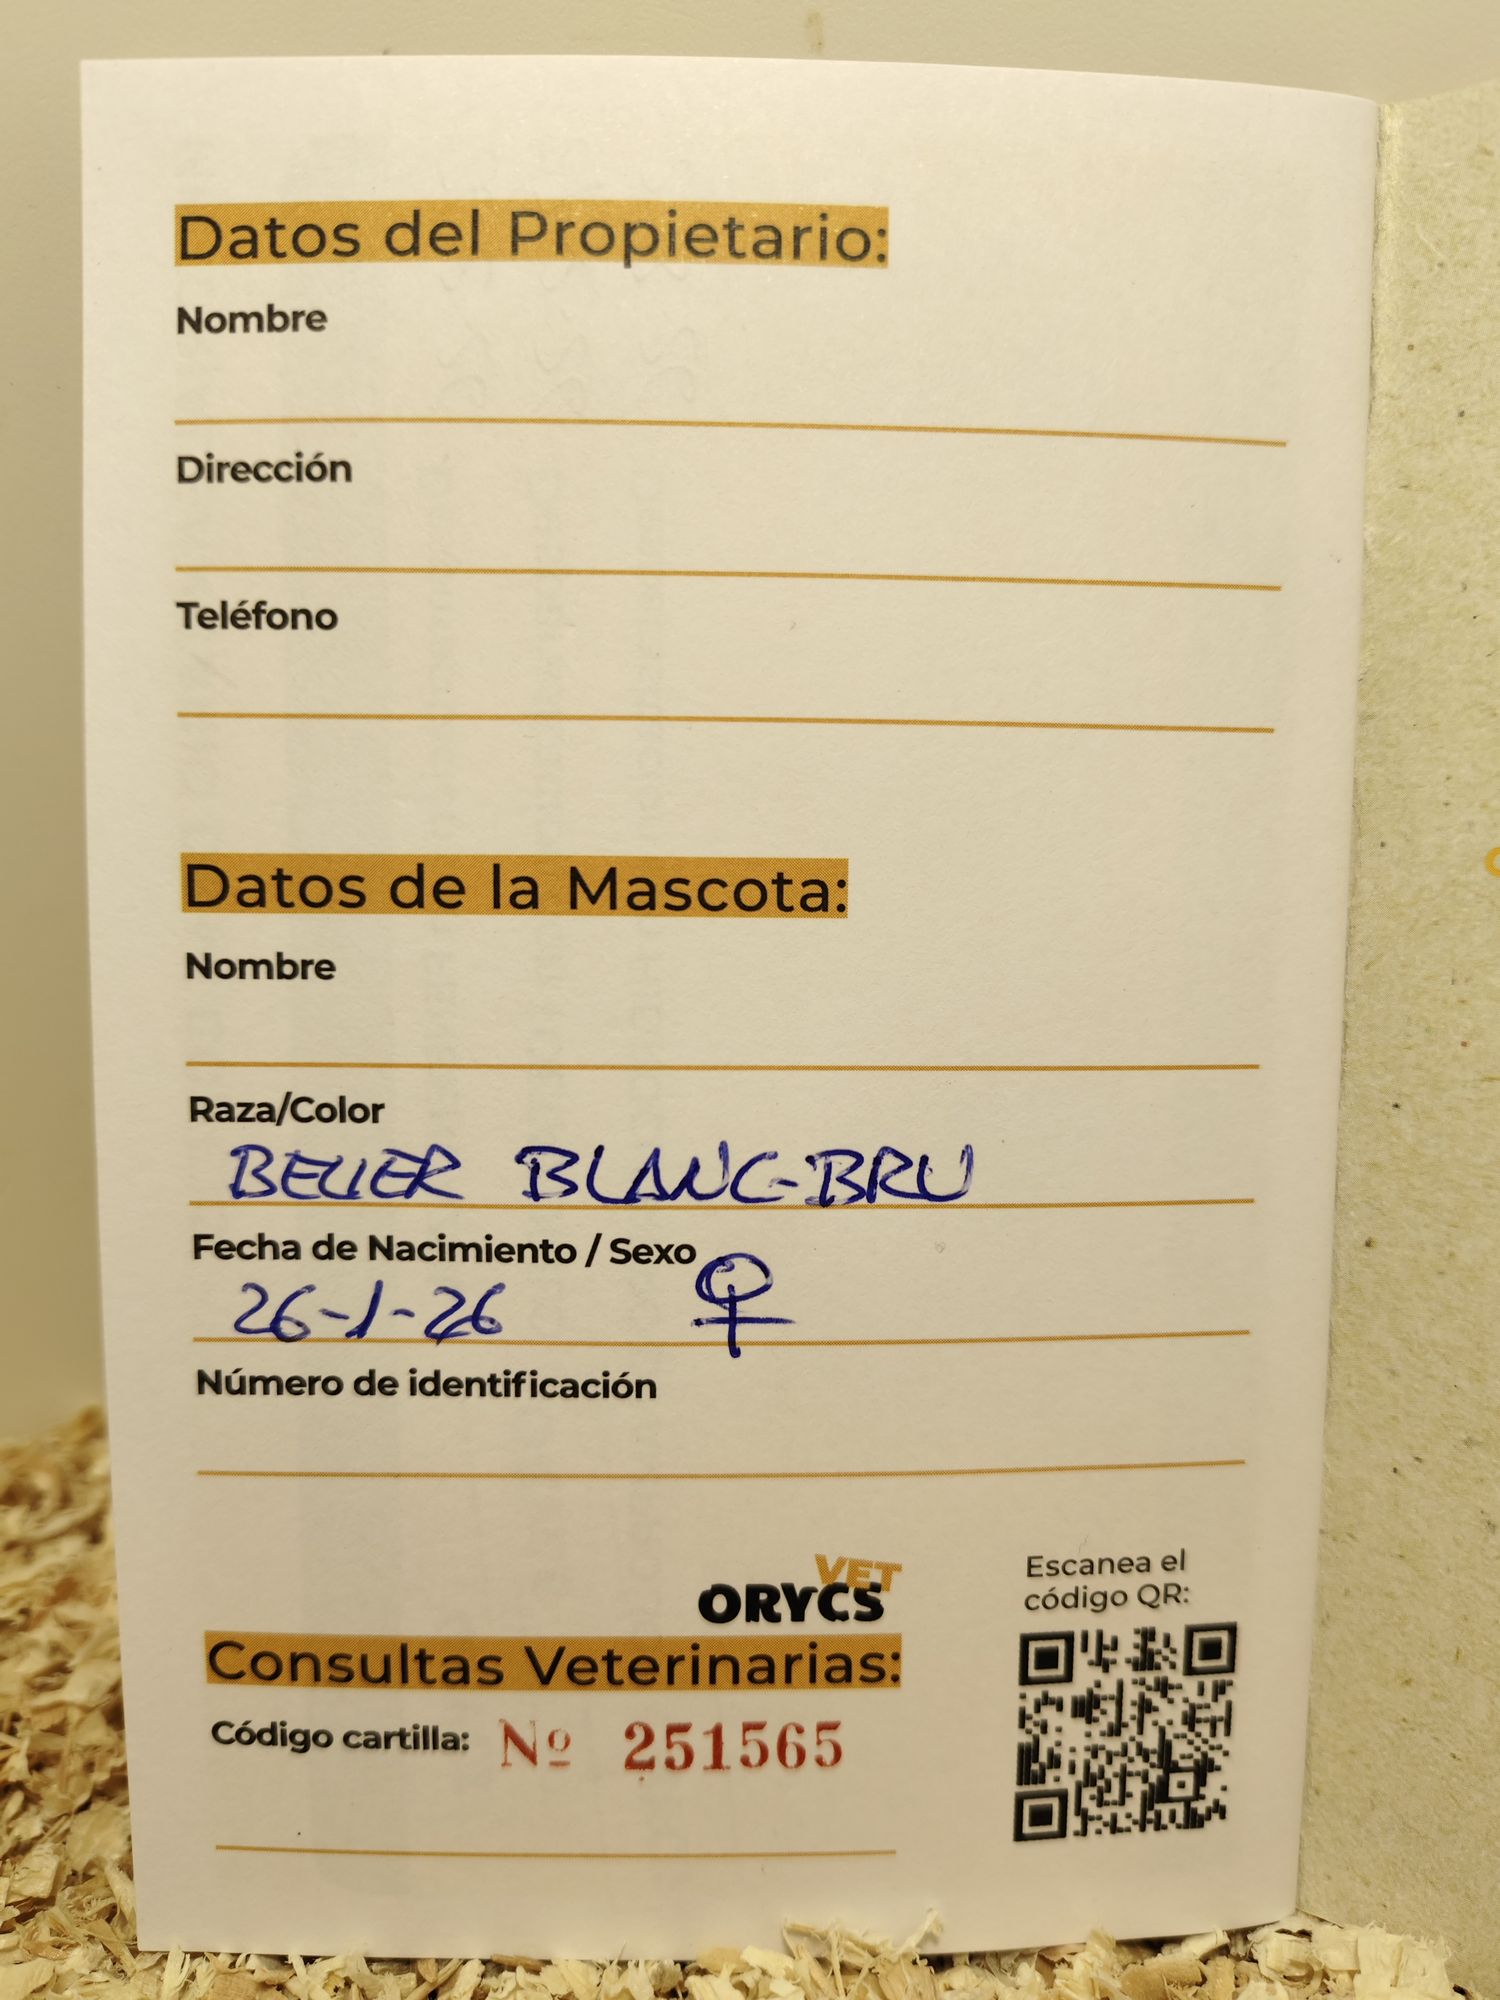 Datos del Propietario:
Nombre
Dirección
Teléfono
Datos de la Mascota:
Nombre
Raza/Color
BELIER BLANC-BRU
Fecha de Nacimiento / Sexo
26-1-26 ♀
Número de identificación
VET
ORYCS
Escanea el
código QR:
Consultas Veterinarias:
Código cartilla: Nº 251565